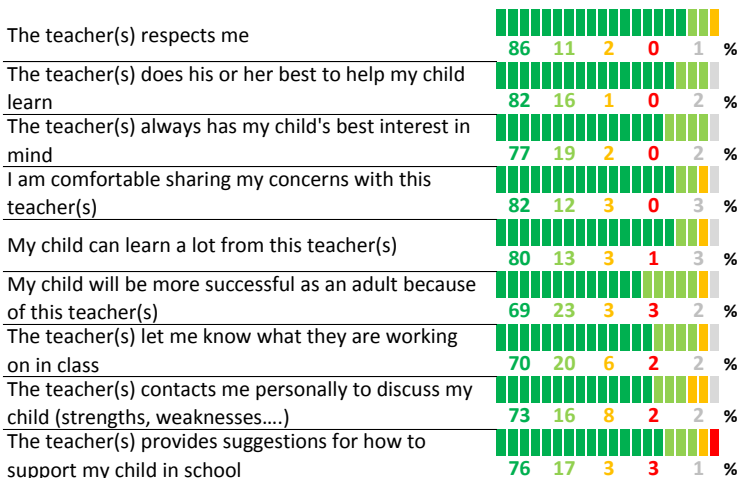 The teacher(s) respects me
86 11 2 0 1 %
The teacher(s) does his or her best to help my child
learn
82 16 1 0 2 %
The teacher(s) always has my child's best interest in
mind
77 19 2 0 2 %
I am comfortable sharing my concerns with this
teacher(s)
82 12 3 0 3 %
My child can learn a lot from this teacher(s)
80 13 3 1 3 %
My child will be more successful as an adult because
of this teacher(s)
69 23 3 3 2 %
The teacher(s) let me know what they are working
on in class
70 20 6 2 2 %
The teacher(s) contacts me personally to discuss my
child (strengths, weaknesses....)
73 16 8 2 2 %
The teacher(s) provides suggestions for how to
support my child in school
76 17 3 3 1 %